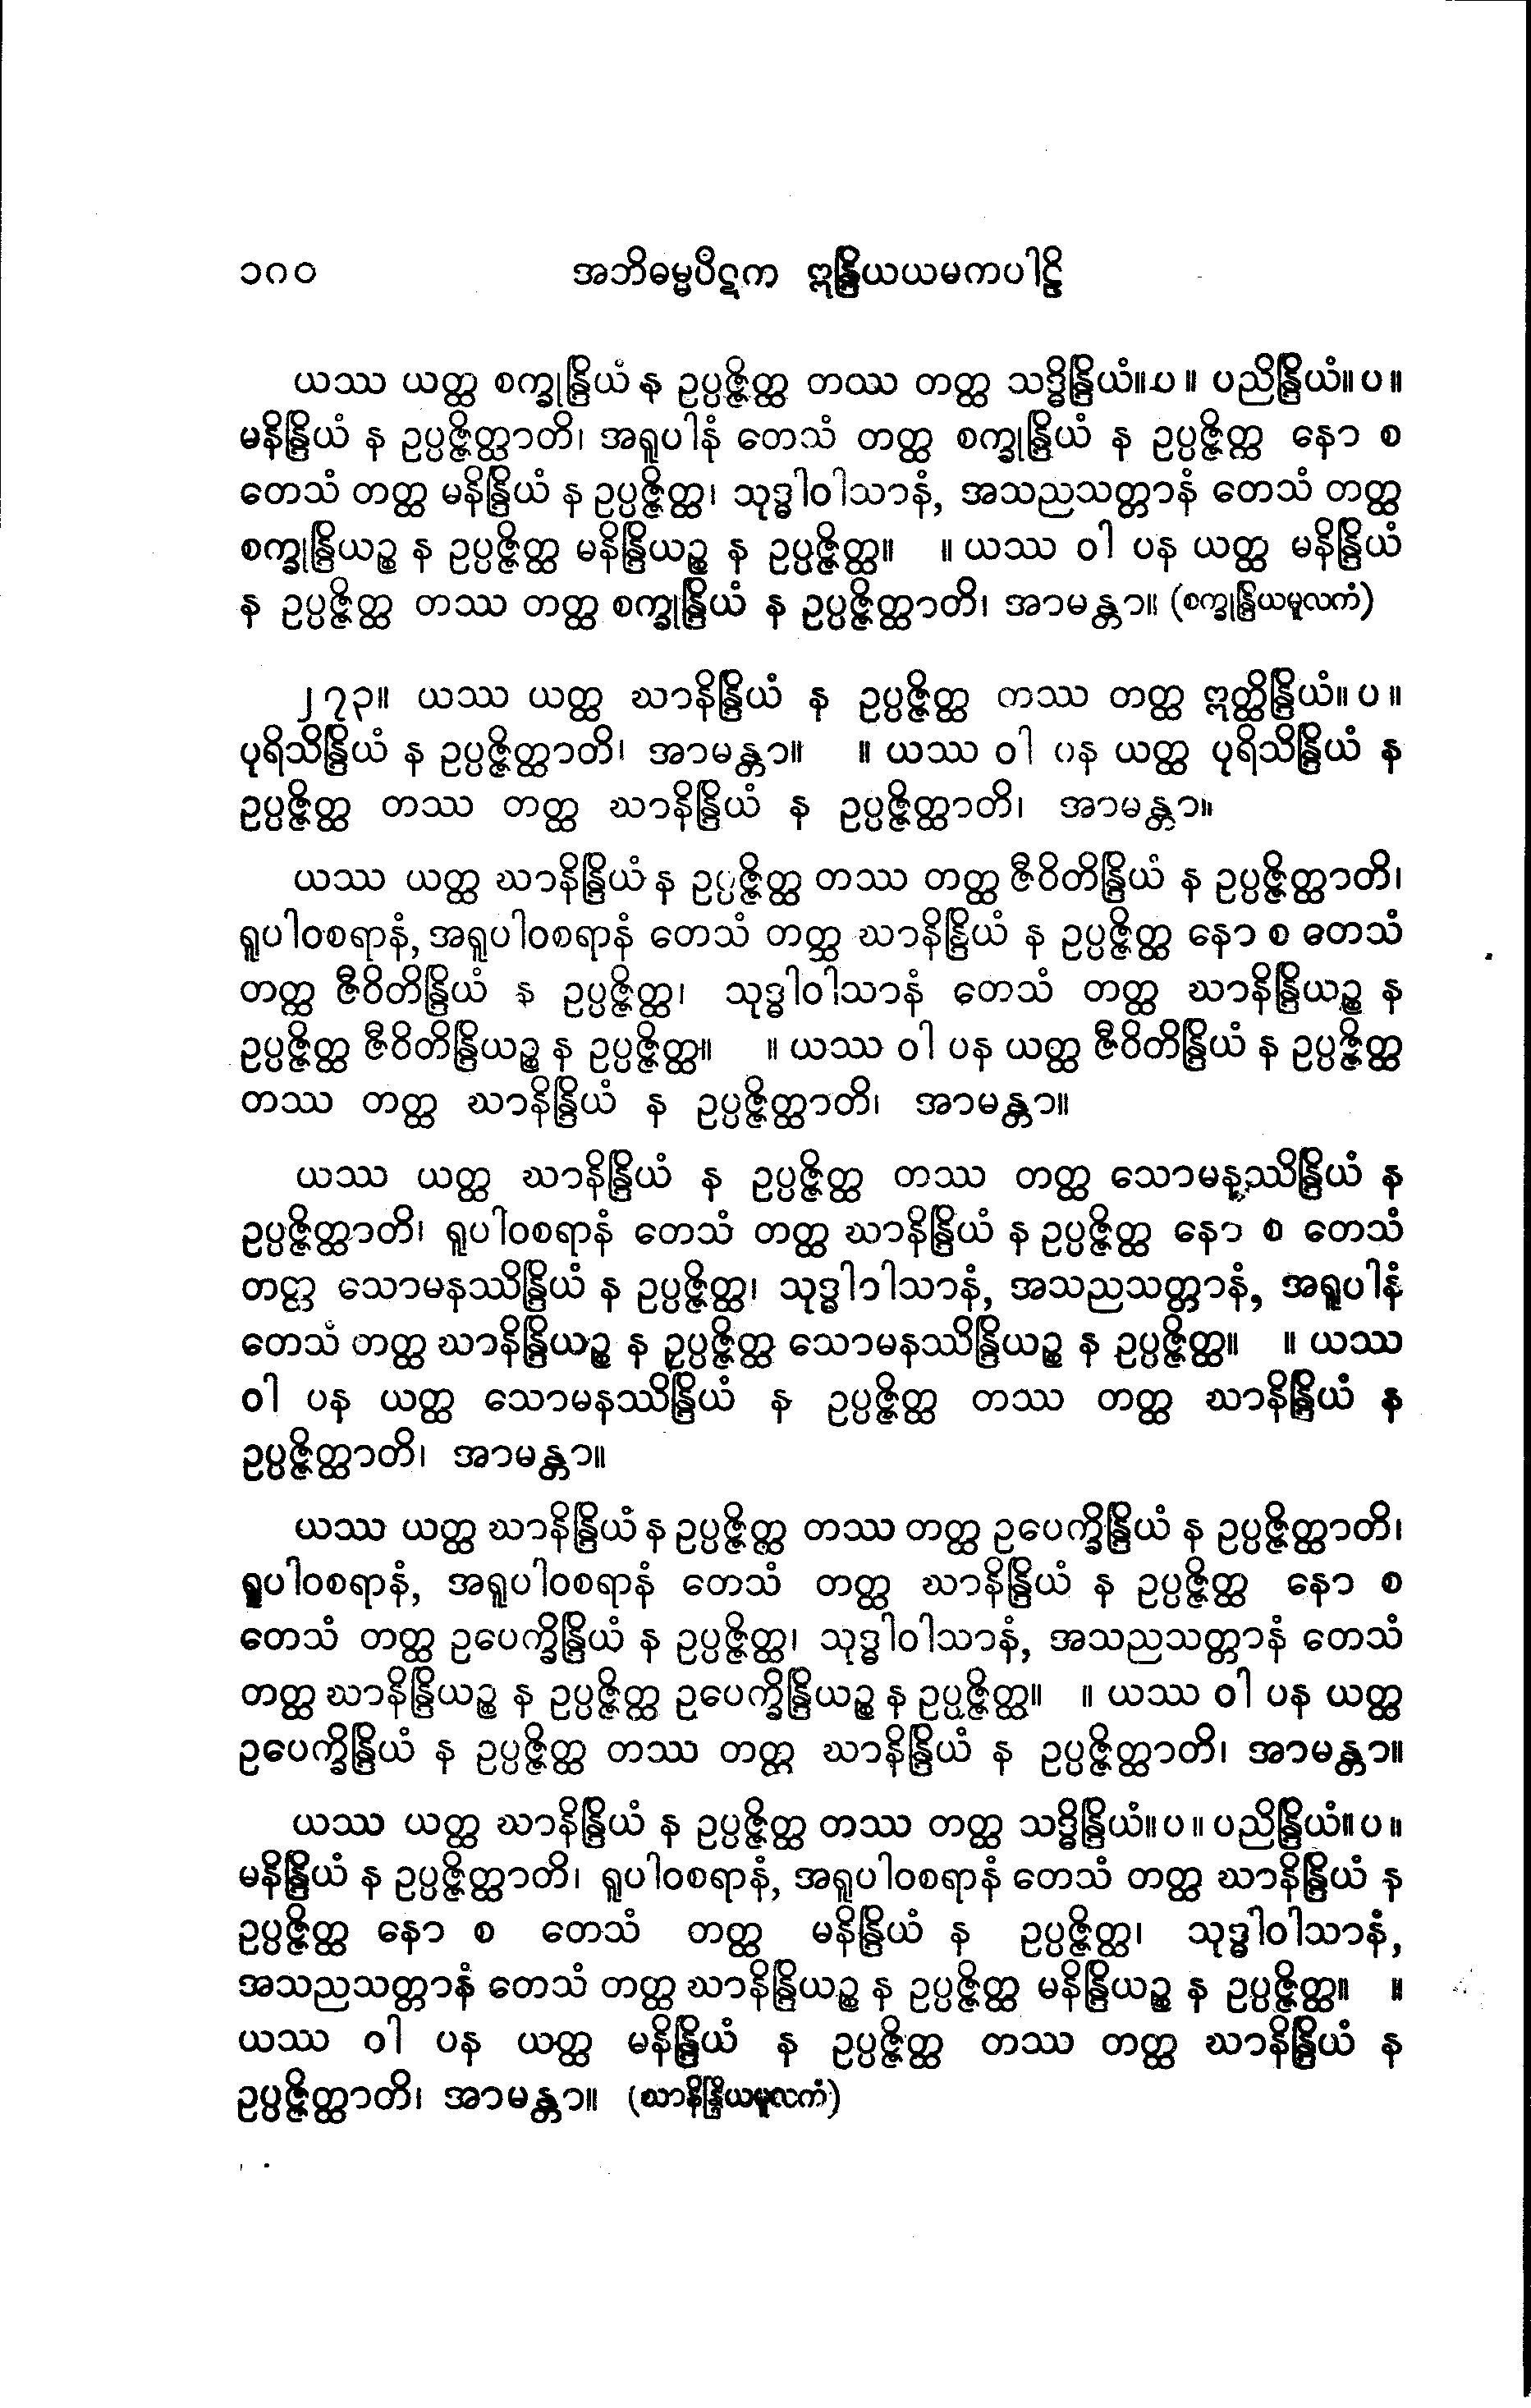 ၁၈၀ အဘိဓမ္မပိဋက ဣန္ဒြိယယမကပါဠိ
ယဿ ယတ္ထ စက္ခုန္ဒြိယံ န ဥပ္ပဇ္ဇိတ္ထ တဿ တတ္ထ သဒ္ဓိန္ဒြိယံ။ပ။ ပညိန္ဒြိယံ။ပ။
မနိန္ဒြိယံ န ဥပ္ပဇ္ဇိတ္ထာတိ၊ အရူပါနံ တေသံ တတ္ထ စက္ခုန္ဒြိယံ န ဥပ္ပဇ္ဇိတ္ထ နော စ
တေသံ တတ္ထ မနိန္ဒြိယံ န ဥပ္ပဇ္ဇိတ္ထ၊ သုဒ္ဓါဝါသာနံ, အသညသတ္တာနံ တေသံ တတ္ထ
စက္ခုန္ဒြိယဉ္စ န ဥပ္ပဇ္ဇိတ္ထ မနိန္ဒြိယဉ္စ န ဥပ္ပဇ္ဇိတ္ထ။ ။ ယဿ ဝါ ပန ယတ္ထ မနိန္ဒြိယံ
န ဥပ္ပဇ္ဇိတ္ထ တဿ တတ္ထ စက္ခုန္ဒြိယံ န ဥပ္ပဇ္ဇိတ္ထာတိ၊ အာမန္တာ။ (စက္ခုန္ဒြိယမူလကံ)
၂၇၃။ ယဿ ယတ္ထ ဃာနိန္ဒြိယံ န ဥပ္ပဇ္ဇိတ္ထ တဿ တတ္ထ ဣတ္ထိန္ဒြိယံ။ပ။
ပုရိသိန္ဒြိယံ န ဥပ္ပဇ္ဇိတ္ထာတိ၊ အာမန္တာ။ ။ ယဿ ဝါ ပန ယတ္ထ ပုရိသိန္ဒြိယံ န
ဥပ္ပဇ္ဇိတ္ထ တဿ တတ္ထ ဃာနိန္ဒြိယံ န ဥပ္ပဇ္ဇိတ္ထာတိ၊ အာမန္တာ။
ယဿ ယတ္ထ ဃာနိန္ဒြိယံ န ဥပ္ပဇ္ဇိတ္ထ တဿ တတ္ထ ဇီဝိတိန္ဒြိယံ န ဥပ္ပဇ္ဇိတ္ထာတိ၊
ရူပါဝစရာနံ, အရူပါဝစရာနံ တေသံ တတ္ထ ဃာနိန္ဒြိယံ န ဥပ္ပဇ္ဇိတ္ထ နော စ တေသံ
တတ္ထ ဇီဝိတိန္ဒြိယံ န ဥပ္ပဇ္ဇိတ္ထ၊ သုဒ္ဓါဝါသာနံ တေသံ တတ္ထ ဃာနိန္ဒြိယဉ္စ န
ဥပ္ပဇ္ဇိတ္ထ ဇီဝိတိန္ဒြိယဉ္စ န ဥပ္ပဇ္ဇိတ္ထ။ ။ ယဿ ဝါ ပန ယတ္ထ ဇီဝိတိန္ဒြိယံ န ဥပ္ပဇ္ဇိတ္ထ
တဿ တတ္ထ ဃာနိန္ဒြိယံ န ဥပ္ပဇ္ဇိတ္ထာတိ၊ အာမန္တာ။
ယဿ ယတ္ထ ဃာနိန္ဒြိယံ န ဥပ္ပဇ္ဇိတ္ထ တဿ တတ္ထ သောမနဿိန္ဒြိယံ န
ဥပ္ပဇ္ဇိတ္ထာတိ၊ ရူပါဝစရာနံ တေသံ တတ္ထ ဃာနိန္ဒြိယံ န ဥပ္ပဇ္ဇိတ္ထ နော စ တေသံ
တတ္ထ သောမနဿိန္ဒြိယံ န ဥပ္ပဇ္ဇိတ္ထ၊ သုဒ္ဓါဝါသာနံ, အသညသတ္တာနံ, အရူပါနံ
တေသံ တတ္ထ ဃာနိန္ဒြိယဉ္စ န ဥပ္ပဇ္ဇိတ္ထ သောမနဿိန္ဒြိယဉ္စ န ဥပ္ပဇ္ဇိတ္ထ။ ။ ယဿ
ဝါ ပန ယတ္ထ သောမနဿိန္ဒြိယံ န ဥပ္ပဇ္ဇိတ္ထ တဿ တတ္ထ ဃာနိန္ဒြိယံ န
ဥပ္ပဇ္ဇိတ္ထာတိ၊ အာမန္တာ။
ယဿ ယတ္ထ ဃာနိန္ဒြိယံ န ဥပ္ပဇ္ဇိတ္ထ တဿ တတ္ထ ဥပေက္ခိန္ဒြိယံ န ဥပ္ပဇ္ဇိတ္ထာတိ၊
ရူပါဝစရာနံ, အရူပါဝစရာနံ တေသံ တတ္ထ ဃာနိန္ဒြိယံ န ဥပ္ပဇ္ဇိတ္ထ နော စ
တေသံ တတ္ထ ဥပေက္ခိန္ဒြိယံ န ဥပ္ပဇ္ဇိတ္ထ၊ သုဒ္ဓါဝါသာနံ, အသညသတ္တာနံ တေသံ
တတ္ထ ဃာနိန္ဒြိယဉ္စ န ဥပ္ပဇ္ဇိတ္ထ ဥပေက္ခိန္ဒြိယဉ္စ န ဥပ္ပဇ္ဇိတ္ထ။ ။ ယဿ ဝါ ပန ယတ္ထ
ဥပေက္ခိန္ဒြိယံ န ဥပ္ပဇ္ဇိတ္ထ တဿ တတ္ထ ဃာနိန္ဒြိယံ န ဥပ္ပဇ္ဇိတ္ထာတိ၊ အာမန္တာ။
ယဿ ယတ္ထ ဃာနိန္ဒြိယံ န ဥပ္ပဇ္ဇိတ္ထ တဿ တတ္ထ သဒ္ဓိန္ဒြိယံ။ပ။ ပညိန္ဒြိယံ။ပ။
မနိန္ဒြိယံ န ဥပ္ပဇ္ဇိတ္ထာတိ၊ ရူပါဝစရာနံ, အရူပါဝစရာနံ တေသံ တတ္ထ ဃာနိန္ဒြိယံ န
ဥပ္ပဇ္ဇိတ္ထ နော စ တေသံ တတ္ထ မနိန္ဒြိယံ န ဥပ္ပဇ္ဇိတ္ထ၊ သုဒ္ဓါဝါသာနံ,
အသညသတ္တာနံ တေသံ တတ္ထ ဃာနိန္ဒြိယဉ္စ န ဥပ္ပဇ္ဇိတ္ထ မနိန္ဒြိယဉ္စ န ဥပ္ပဇ္ဇိတ္ထ။ ။
ယဿ ဝါ ပန ယတ္ထ မနိန္ဒြိယံ န ဥပ္ပဇ္ဇိတ္ထ တဿ တတ္ထ ဃာနိန္ဒြိယံ န
ဥပ္ပဇ္ဇိတ္ထာတိ၊ အာမန္တာ။ (ဃာနိန္ဒြိယမူလကံ)